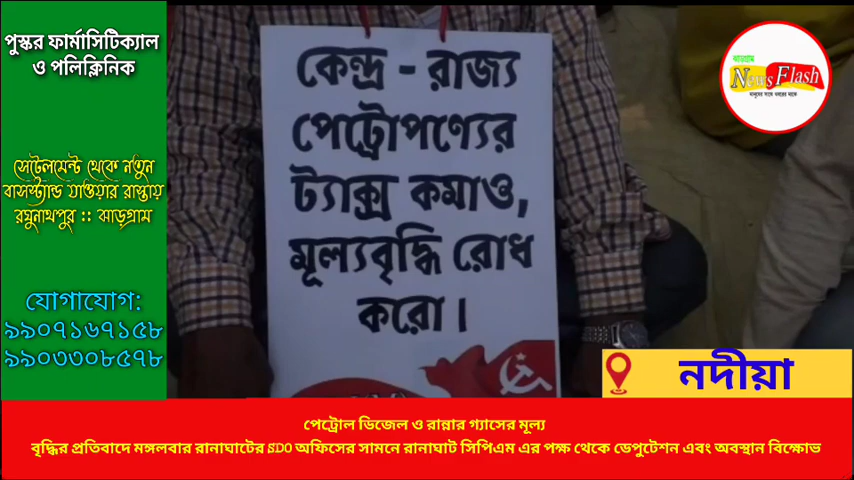 পুস্কর ফার্মাসিটিক্যাল
ও পলিক্লিনিক
সেটেলমেন্ট থেকে নতুন
বাসস্ট্যান্ড যাওয়ার রাস্তায়
রঘুনাথপুর :: ঝাড়গ্রাম
যোগাযোগ:
৯৯০৭১৬৭১৫৮
৯৯০৩৩০৮৫৭৮
কেন্দ্র - রাজ্য
পেট্রোপণ্যের
ট্যাক্স কমাও,
মূল্যবৃদ্ধি রোধ
করো।
ঝাড়গ্রাম
News Flash
মানুষের সাথে খবরের সাথে
নদীয়া
পেট্রোল ডিজেল ও রান্নার গ্যাসের মূল্য
বৃদ্ধির প্রতিবাদে মঙ্গলবার রানাঘাটের SDO অফিসের সামনে রানাঘাট সিপিএম এর পক্ষ থেকে ডেপুটেশন এবং অবস্থান বিক্ষোভ